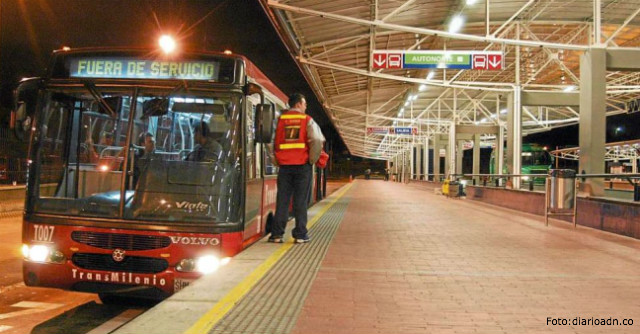 FUERA DE SERVICIO
AUTONORTE
T007
VOLVO
TransMilenio
Foto:diarioadn.co